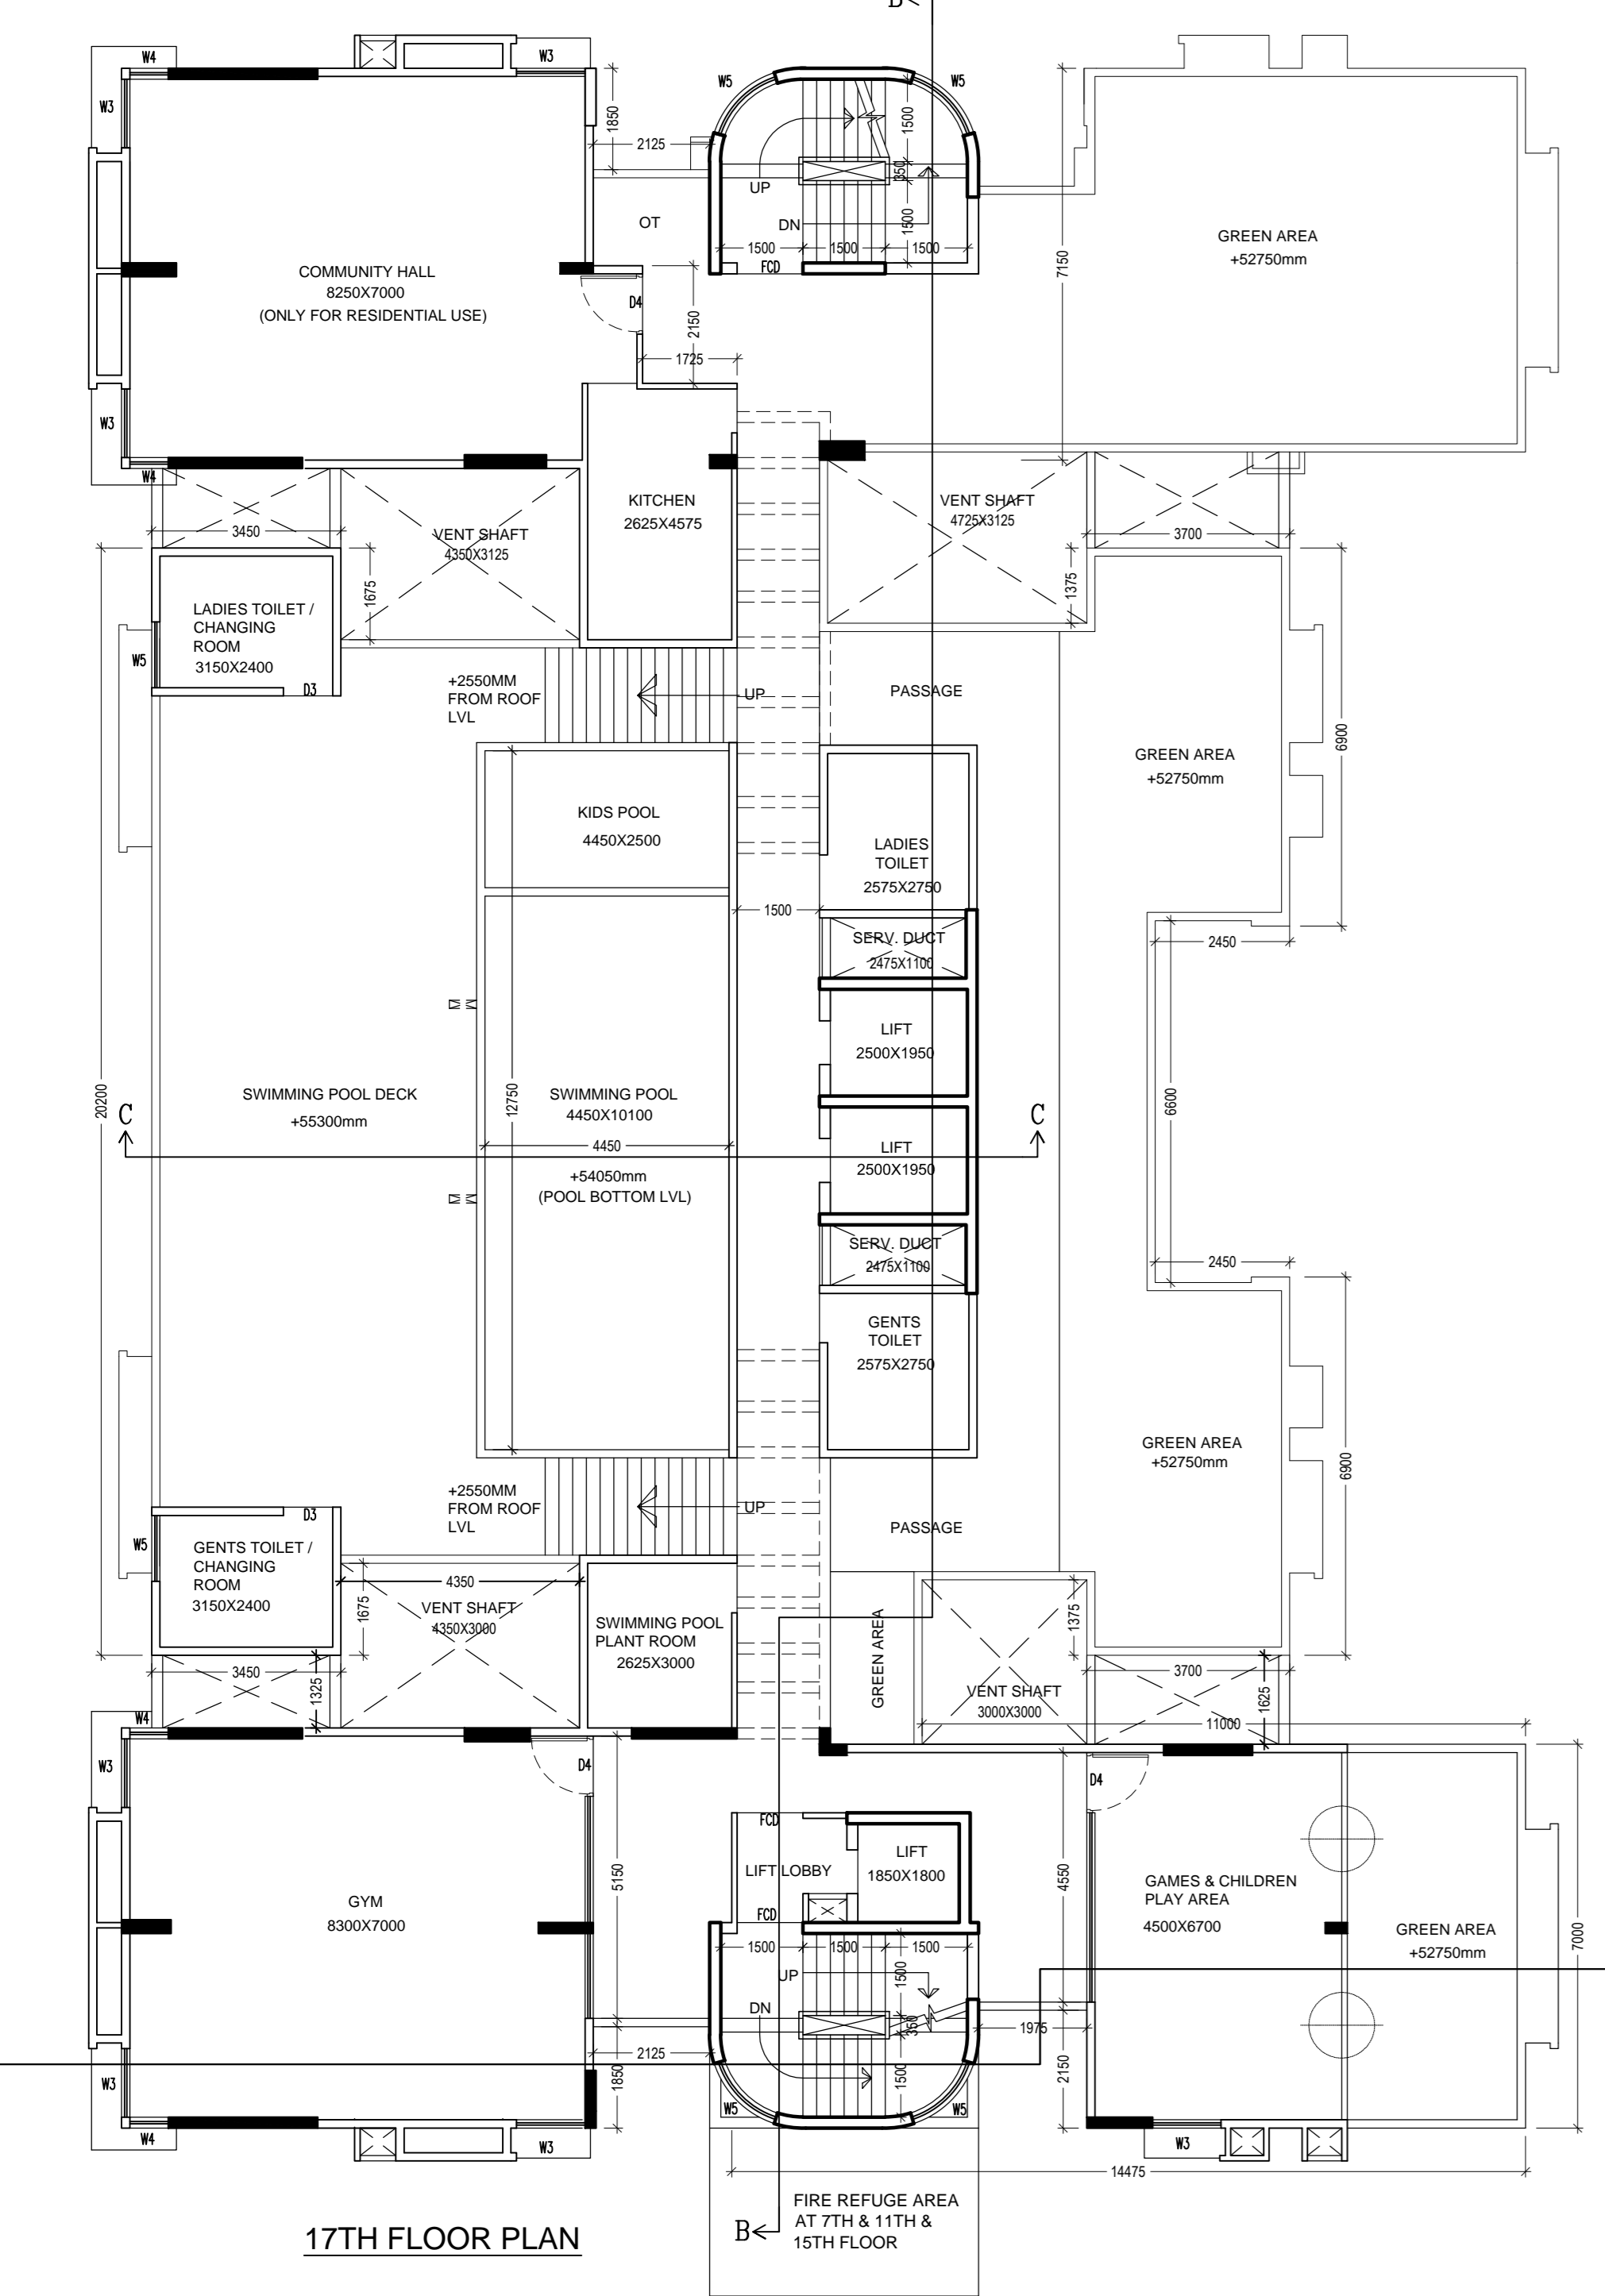 B
W4
W3
W3
W5
W5
1850
2125
1500
350
1500
UP
DN
OT
1500
1500
1500
FCD
7150
GREEN AREA
+52750mm
COMMUNITY HALL
8250X7000
(ONLY FOR RESIDENTIAL USE)
D4
2150
1725
W3
W4
3450
VENT SHAFT
4350X3125
1675
KITCHEN
2625X4575
VENT SHAFT
4725X3125
3700
1375
LADIES TOILET /
CHANGING
ROOM
3150X2400
W5
D3
+2550MM
FROM ROOF
LVL
UP
PASSAGE
6900
GREEN AREA
+52750mm
KIDS POOL
4450X2500
LADIES
TOILET
2575X2750
1500
SERV. DUCT
2475X1100
2450
LIFT
2500X1950
20200
C
SWIMMING POOL DECK
+55300mm
12750
SWIMMING POOL
4450X10100
4450
+54050mm
(POOL BOTTOM LVL)
LIFT
2500X1950
C
6600
SERV. DUCT
2475X1100
2450
GENTS
TOILET
2575X2750
GREEN AREA
+52750mm
6900
+2550MM
FROM ROOF
LVL
UP
PASSAGE
D3
W5
GENTS TOILET /
CHANGING
ROOM
3150X2400
1675
4350
VENT SHAFT
4350X3000
SWIMMING POOL
PLANT ROOM
2625X3000
GREEN AREA
1375
VENT SHAFT
3000X3000
3700
1625
11000
3450
1325
W4
W3
D4
D4
FCD
LIFT LOBBY
LIFT
1850X1800
5150
4550
GYM
8300X7000
GAMES & CHILDREN
PLAY AREA
4500X6700
GREEN AREA
+52750mm
7000
FCD
1500
1500
1500
UP
DN
1500
350
1500
1975
2125
1850
2150
W3
W4
W3
W5
W5
W3
14475
FIRE REFUGE AREA
AT 7TH & 11TH &
15TH FLOOR
B
17TH FLOOR PLAN